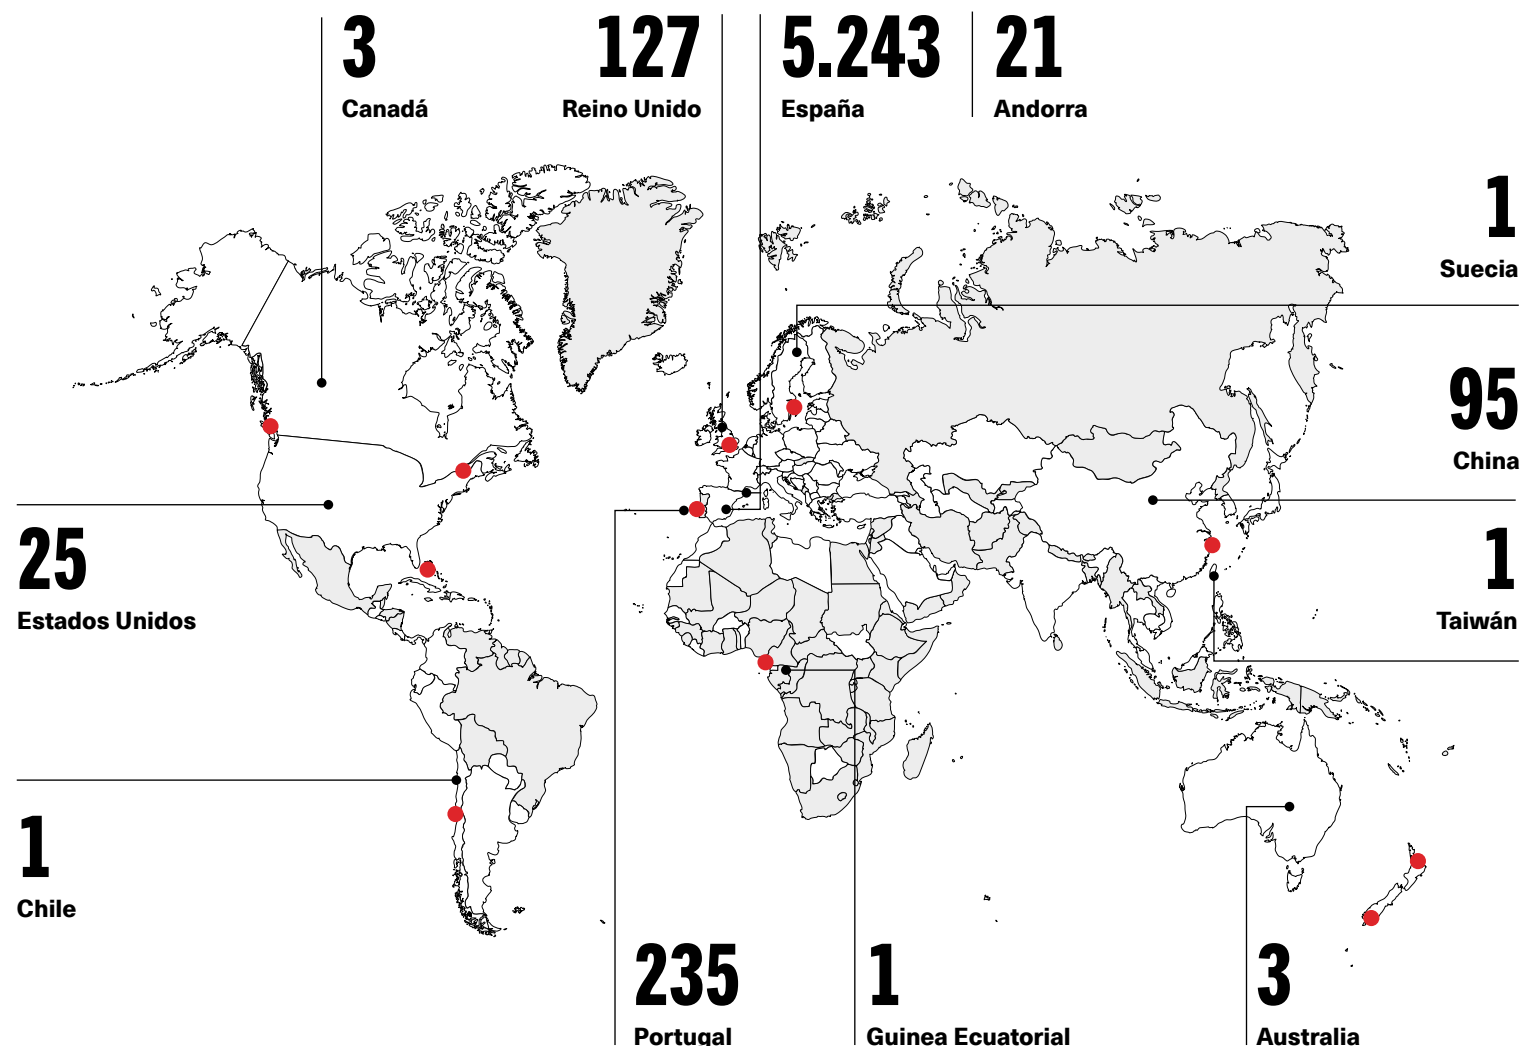 3
Canadá
127
Reino Unido
5.243
España
21
Andorra
1
Suecia
95
China
25
Estados Unidos
1
Taiwán
1
Chile
235
Portugal
1
Guinea Ecuatorial
3
Australia